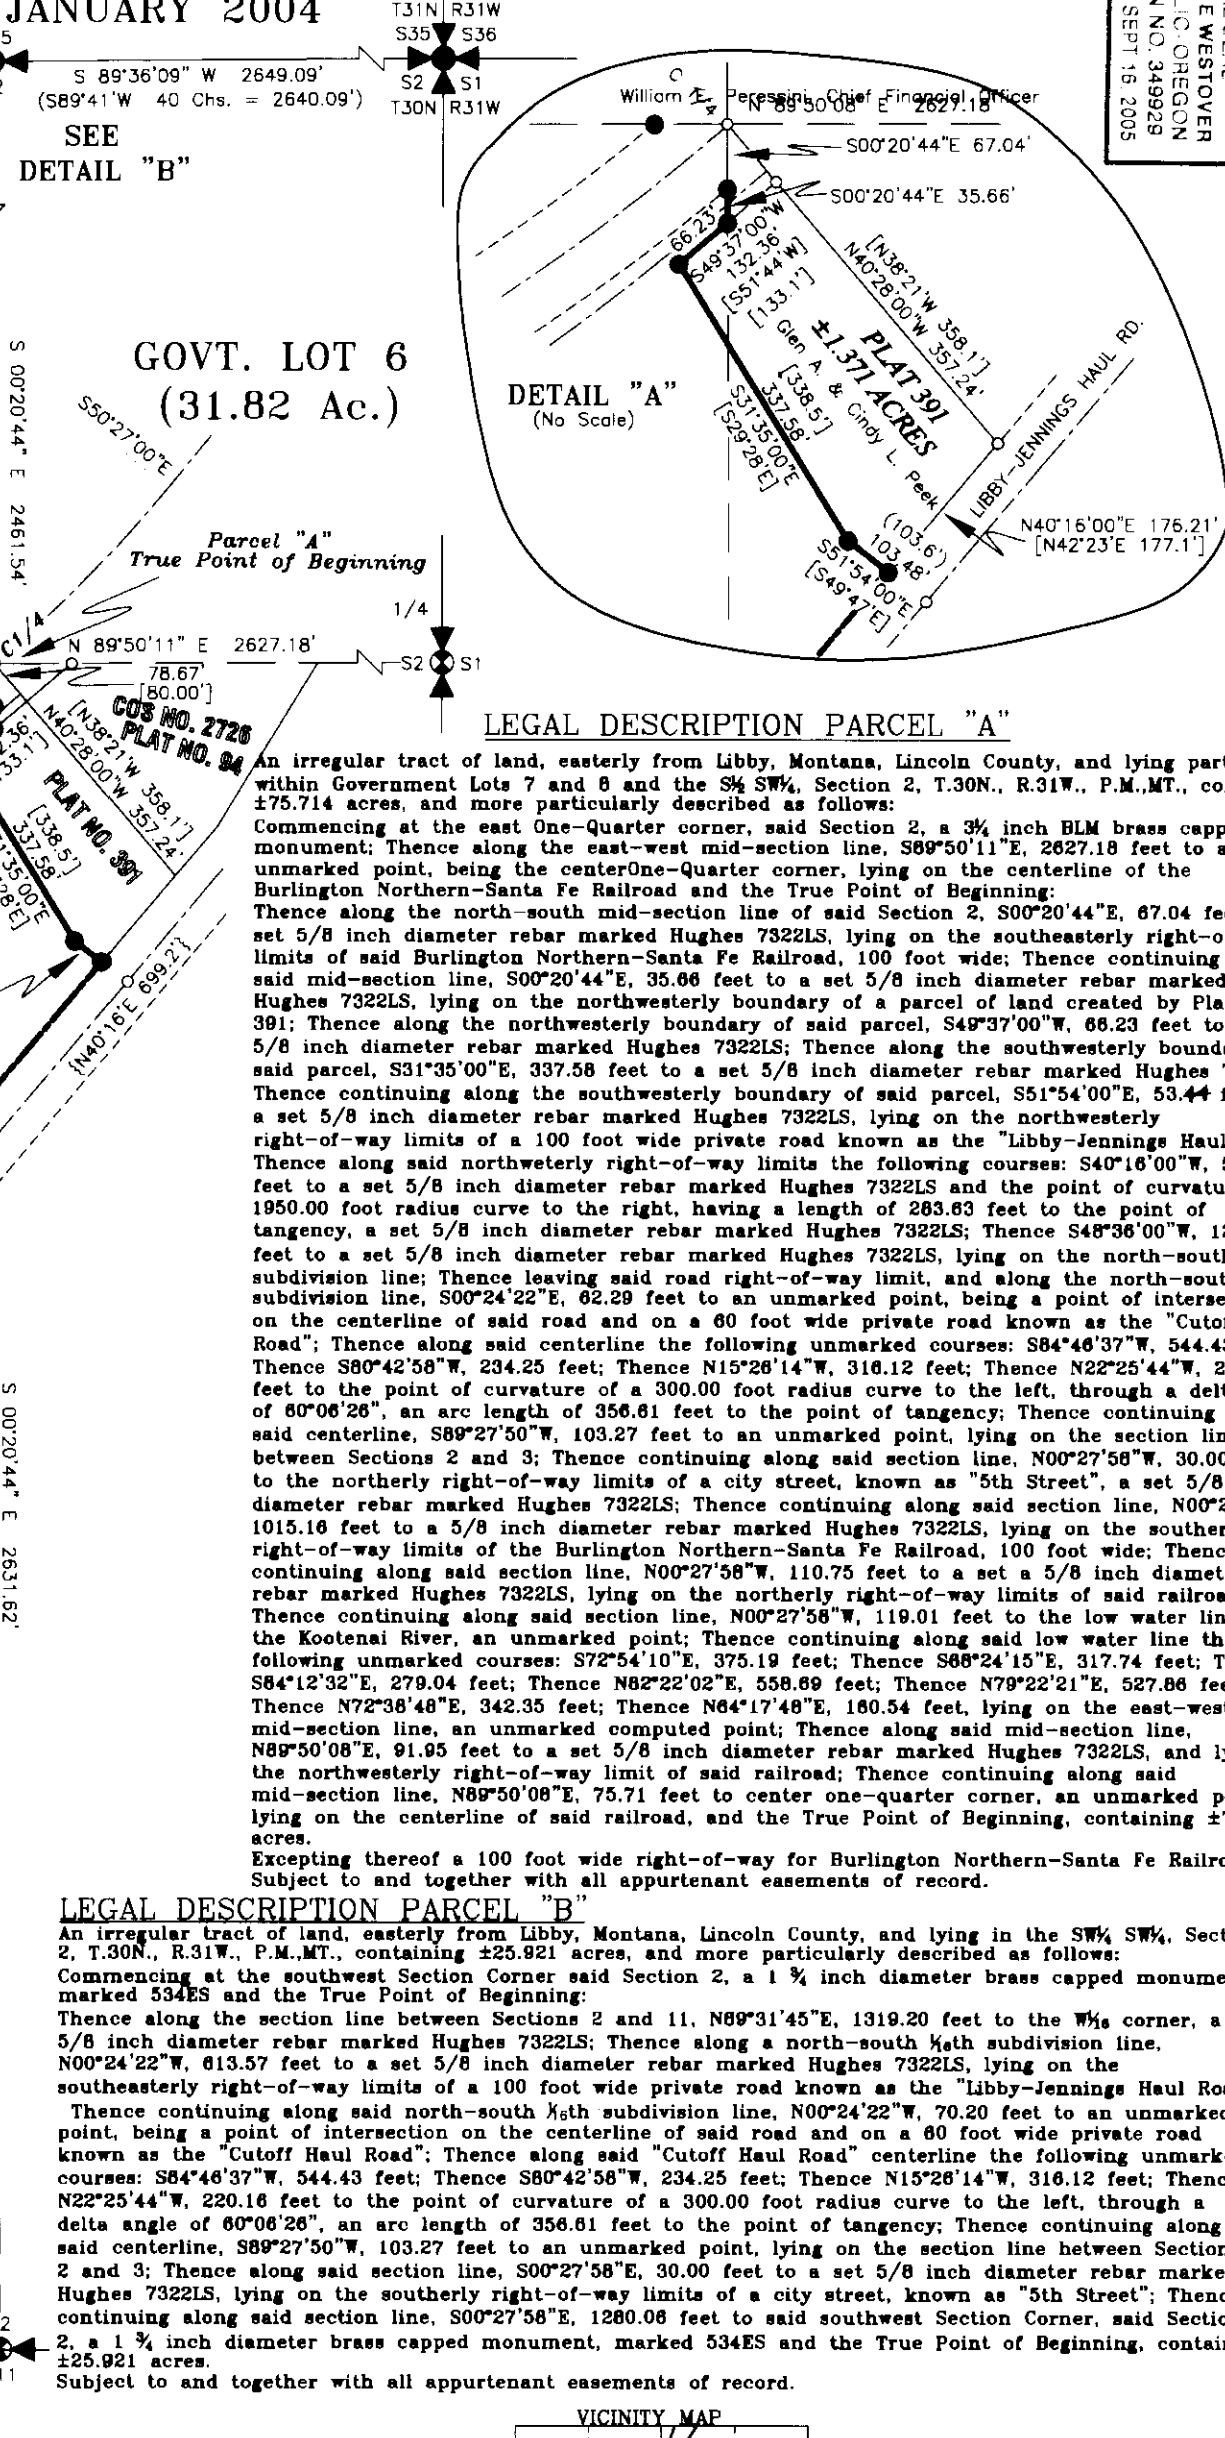 JANUARY 2004
T31N R31W
S35 S36
S2 S1
T30N R31W
S 89°36'09" W 2649.09'
(S89°41'W 40 Chs. = 2640.09')
SEE
DETAIL "B"
E WESTOVER
IC-OREGON
N NO. 349929
SEPT 16, 2005
C 1/4
William E. Peressini, Chief Financial Officer
N 89°50'08" E 2627.18'
S00°20'44"E 67.04'
S00°20'44"E 35.66'
66.23'
S49°37'00"W
132.36'
[S51°44'W]
[133.1']
[N38°21'W 358.1']
N40°28'00"W 357.24'
PLAT 391
±1.371 ACRES
Glen A. & Cindy L. Peek
[338.5']
337.58'
S31°35'00"E
[S29°28'E]
DETAIL "A"
(No Scale)
LIBBY-JENNINGS HAUL RD.
(103.6')
103.48'
S51°54'00"E
[S49°47'E]
N40°16'00"E 176.21'
[N42°23'E 177.1']
GOVT. LOT 6
(31.82 Ac.)
S50°27'00"E
S 00°20'44" E 2461.54'
Parcel "A"
True Point of Beginning
1/4
S2 S1
C1/4
N 89°50'11" E 2627.18'
78.67'
[80.00']
COS NO. 2726
PLAT NO. 94
[N38°21'W 358.1']
N40°28'00"W 357.24'
PLAT NO. 391
[338.5']
337.58'
{N40°16'E 699.2'}
S 00°20'44" E 2631.62'
LEGAL DESCRIPTION PARCEL "A"
An irregular tract of land, easterly from Libby, Montana, Lincoln County, and lying part
within Government Lots 7 and 8 and the S½ SW¼, Section 2, T.30N., R.31W., P.M.,MT., co
±75.714 acres, and more particularly described as follows:
Commencing at the east One-Quarter corner, said Section 2, a 3¼ inch BLM brass capp
monument; Thence along the east-west mid-section line, S89°50'11"E, 2627.18 feet to a
unmarked point, being the centerOne-Quarter corner, lying on the centerline of the
Burlington Northern-Santa Fe Railroad and the True Point of Beginning:
Thence along the north-south mid-section line of said Section 2, S00°20'44"E, 67.04 fe
set 5/8 inch diameter rebar marked Hughes 7322LS, lying on the southeasterly right-o
limits of said Burlington Northern-Santa Fe Railroad, 100 foot wide; Thence continuing
said mid-section line, S00°20'44"E, 35.66 feet to a set 5/8 inch diameter rebar marked
Hughes 7322LS, lying on the northwesterly boundary of a parcel of land created by Pla
391; Thence along the northwesterly boundary of said parcel, S49°37'00"W, 66.23 feet to
5/8 inch diameter rebar marked Hughes 7322LS; Thence along the southwesterly bound
said parcel, S31°35'00"E, 337.58 feet to a set 5/8 inch diameter rebar marked Hughes
Thence continuing along the southwesterly boundary of said parcel, S51°54'00"E, 53.44
a set 5/8 inch diameter rebar marked Hughes 7322LS, lying on the northwesterly
right-of-way limits of a 100 foot wide private road known as the "Libby-Jennings Haul
Thence along said northweterly right-of-way limits the following courses: S40°16'00"W,
feet to a set 5/8 inch diameter rebar marked Hughes 7322LS and the point of curvatu
1950.00 foot radius curve to the right, having a length of 283.63 feet to the point of
tangency, a set 5/8 inch diameter rebar marked Hughes 7322LS; Thence S48°36'00"W, 1
feet to a set 5/8 inch diameter rebar marked Hughes 7322LS, lying on the north-sout
subdivision line; Thence leaving said road right-of-way limit, and along the north-sout
subdivision line, S00°24'22"E, 62.29 feet to an unmarked point, being a point of interse
on the centerline of said road and on a 60 foot wide private road known as the "Cuto
Road"; Thence along said centerline the following unmarked courses: S84°46'37"W, 544.4
Thence S80°42'58"W, 234.25 feet; Thence N15°26'14"W, 316.12 feet; Thence N22°25'44"W, 2
feet to the point of curvature of a 300.00 foot radius curve to the left, through a delt
of 60°06'26", an arc length of 356.61 feet to the point of tangency; Thence continuing
said centerline, S89°27'50"W, 103.27 feet to an unmarked point, lying on the section lin
between Sections 2 and 3; Thence continuing along said section line, N00°27'58"W, 30.00
to the northerly right-of-way limits of a city street, known as "5th Street", a set 5/8
diameter rebar marked Hughes 7322LS; Thence continuing along said section line, N00°2
1015.16 feet to a 5/8 inch diameter rebar marked Hughes 7322LS, lying on the souther
right-of-way limits of the Burlington Northern-Santa Fe Railroad, 100 foot wide; Thenc
continuing along said section line, N00°27'58"W, 110.75 feet to a set a 5/8 inch diamet
rebar marked Hughes 7322LS, lying on the northerly right-of-way limits of said railroa
Thence continuing along said section line, N00°27'58"W, 119.01 feet to the low water lin
the Kootenai River, an unmarked point; Thence continuing along said low water line th
following unmarked courses: S72°54'10"E, 375.19 feet; Thence S68°24'15"E, 317.74 feet; T
S84°12'32"E, 279.04 feet; Thence N82°22'02"E, 558.69 feet; Thence N79°22'21"E, 527.86 fe
Thence N72°38'48"E, 342.35 feet; Thence N64°17'48"E, 160.54 feet, lying on the east-wes
mid-section line, an unmarked computed point; Thence along said mid-section line,
N89°50'08"E, 91.95 feet to a set 5/8 inch diameter rebar marked Hughes 7322LS, and l
the northwesterly right-of-way limit of said railroad; Thence continuing along said
mid-section line, N89°50'08"E, 75.71 feet to center one-quarter corner, an unmarked p
lying on the centerline of said railroad, and the True Point of Beginning, containing ±
acres.
Excepting thereof a 100 foot wide right-of-way for Burlington Northern-Santa Fe Railro
Subject to and together with all appurtenant easements of record.
LEGAL DESCRIPTION PARCEL "B"
An irregular tract of land, easterly from Libby, Montana, Lincoln County, and lying in the SW¼ SW¼, Sect
2, T.30N., R.31W., P.M.,MT., containing ±25.921 acres, and more particularly described as follows:
Commencing at the southwest Section Corner said Section 2, a 1 ¾ inch diameter brass capped monume
marked 534ES and the True Point of Beginning:
Thence along the section line between Sections 2 and 11, N89°31'45"E, 1319.20 feet to the W1/16 corner, a
5/8 inch diameter rebar marked Hughes 7322LS; Thence along a north-south 1/16th subdivision line,
N00°24'22"W, 613.57 feet to a set 5/8 inch diameter rebar marked Hughes 7322LS, lying on the
southeasterly right-of-way limits of a 100 foot wide private road known as the "Libby-Jennings Haul Ro
Thence continuing along said north-south 1/16th subdivision line, N00°24'22"W, 70.20 feet to an unmarked
point, being a point of intersection on the centerline of said road and on a 60 foot wide private road
known as the "Cutoff Haul Road"; Thence along said "Cutoff Haul Road" centerline the following unmark
courses: S84°46'37"W, 544.43 feet; Thence S80°42'58"W, 234.25 feet; Thence N15°26'14"W, 316.12 feet; Thenc
N22°25'44"W, 220.16 feet to the point of curvature of a 300.00 foot radius curve to the left, through a
delta angle of 60°06'26", an arc length of 356.61 feet to the point of tangency; Thence continuing along
said centerline, S89°27'50"W, 103.27 feet to an unmarked point, lying on the section line between Section
2 and 3; Thence along said section line, S00°27'58"E, 30.00 feet to a set 5/8 inch diameter rebar marke
Hughes 7322LS, lying on the southerly right-of-way limits of a city street, known as "5th Street"; Thenc
continuing along said section line, S00°27'58"E, 1280.06 feet to said southwest Section Corner, said Sectio
2, a 1 ¾ inch diameter brass capped monument, marked 534ES and the True Point of Beginning, contai
±25.921 acres.
Subject to and together with all appurtenant easements of record.
VICINITY MAP